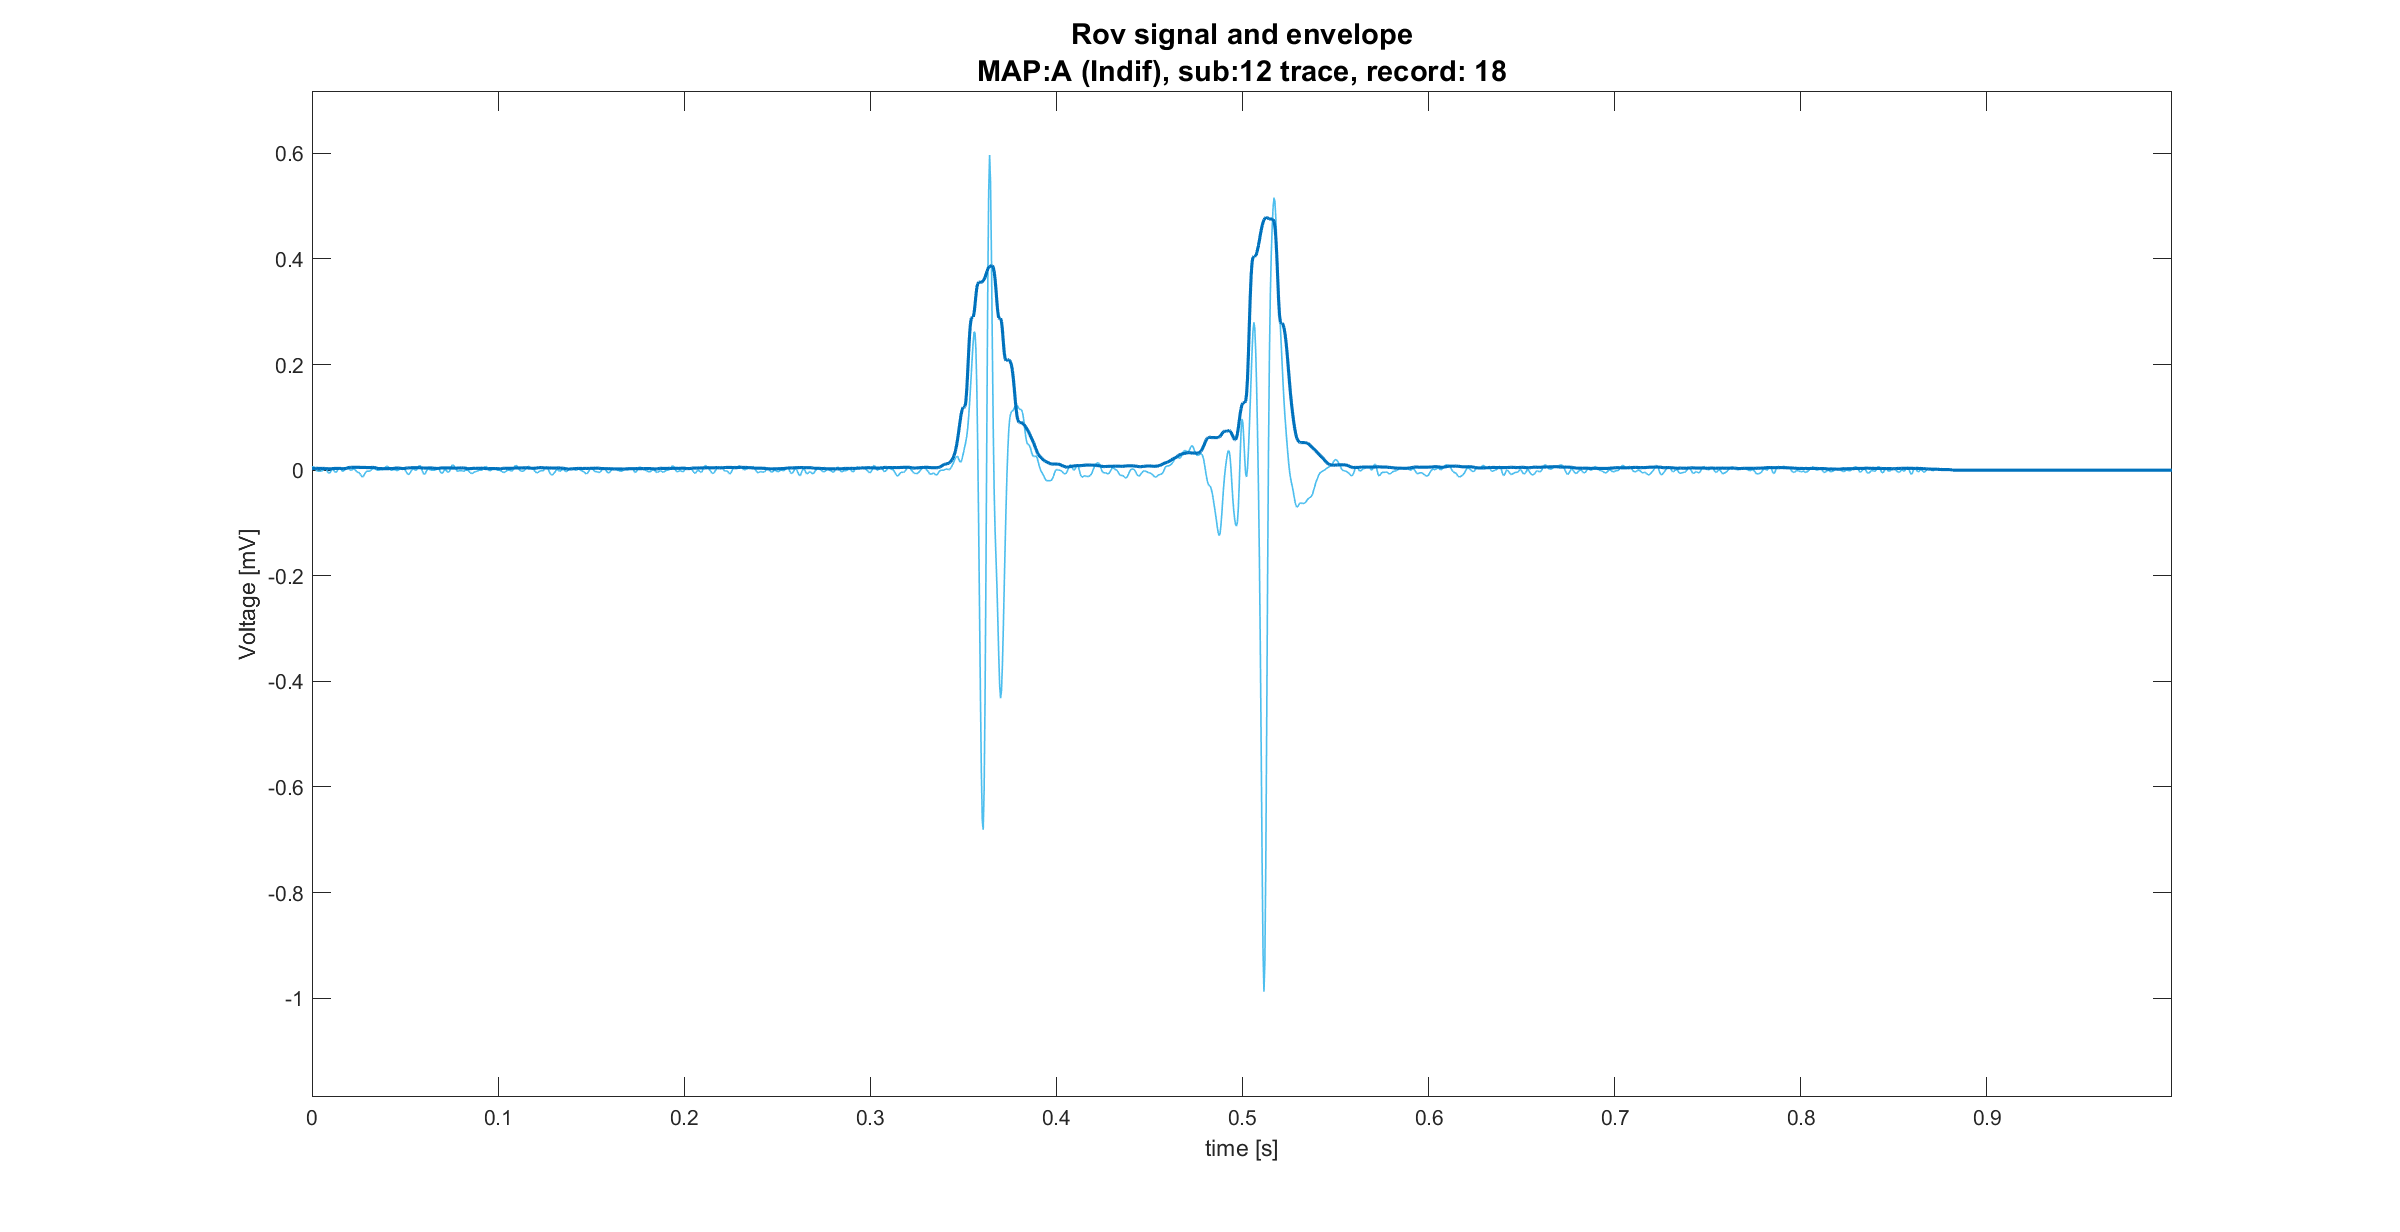 Rov signal and envelope
MAP:A (Indif), sub:12 trace, record: 18
0.6
0.4
0.2
0
-0.2
-0.4
-0.6
-0.8
-1
Voltage [mV]
0 0.1 0.2 0.3 0.4 0.5 0.6 0.7 0.8 0.9
time [s]